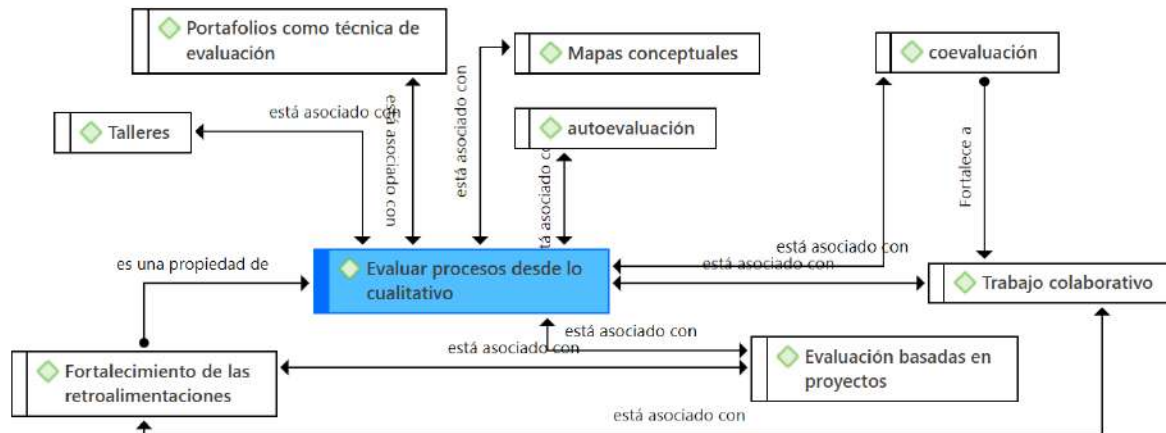 Portafolios como técnica de
evaluación
Mapas conceptuales
coevaluación
está asociado con
Talleres
autoevaluación
está asociado con
está asociado con
está asociado con
Fortalece a
está asociado con
está asociado con
es una propiedad de
Evaluar procesos desde lo
cualitativo
Trabajo colaborativo
está asociado con
está asociado con
Fortalecimiento de las
retroalimentaciones
Evaluación basadas en
proyectos
está asociado con